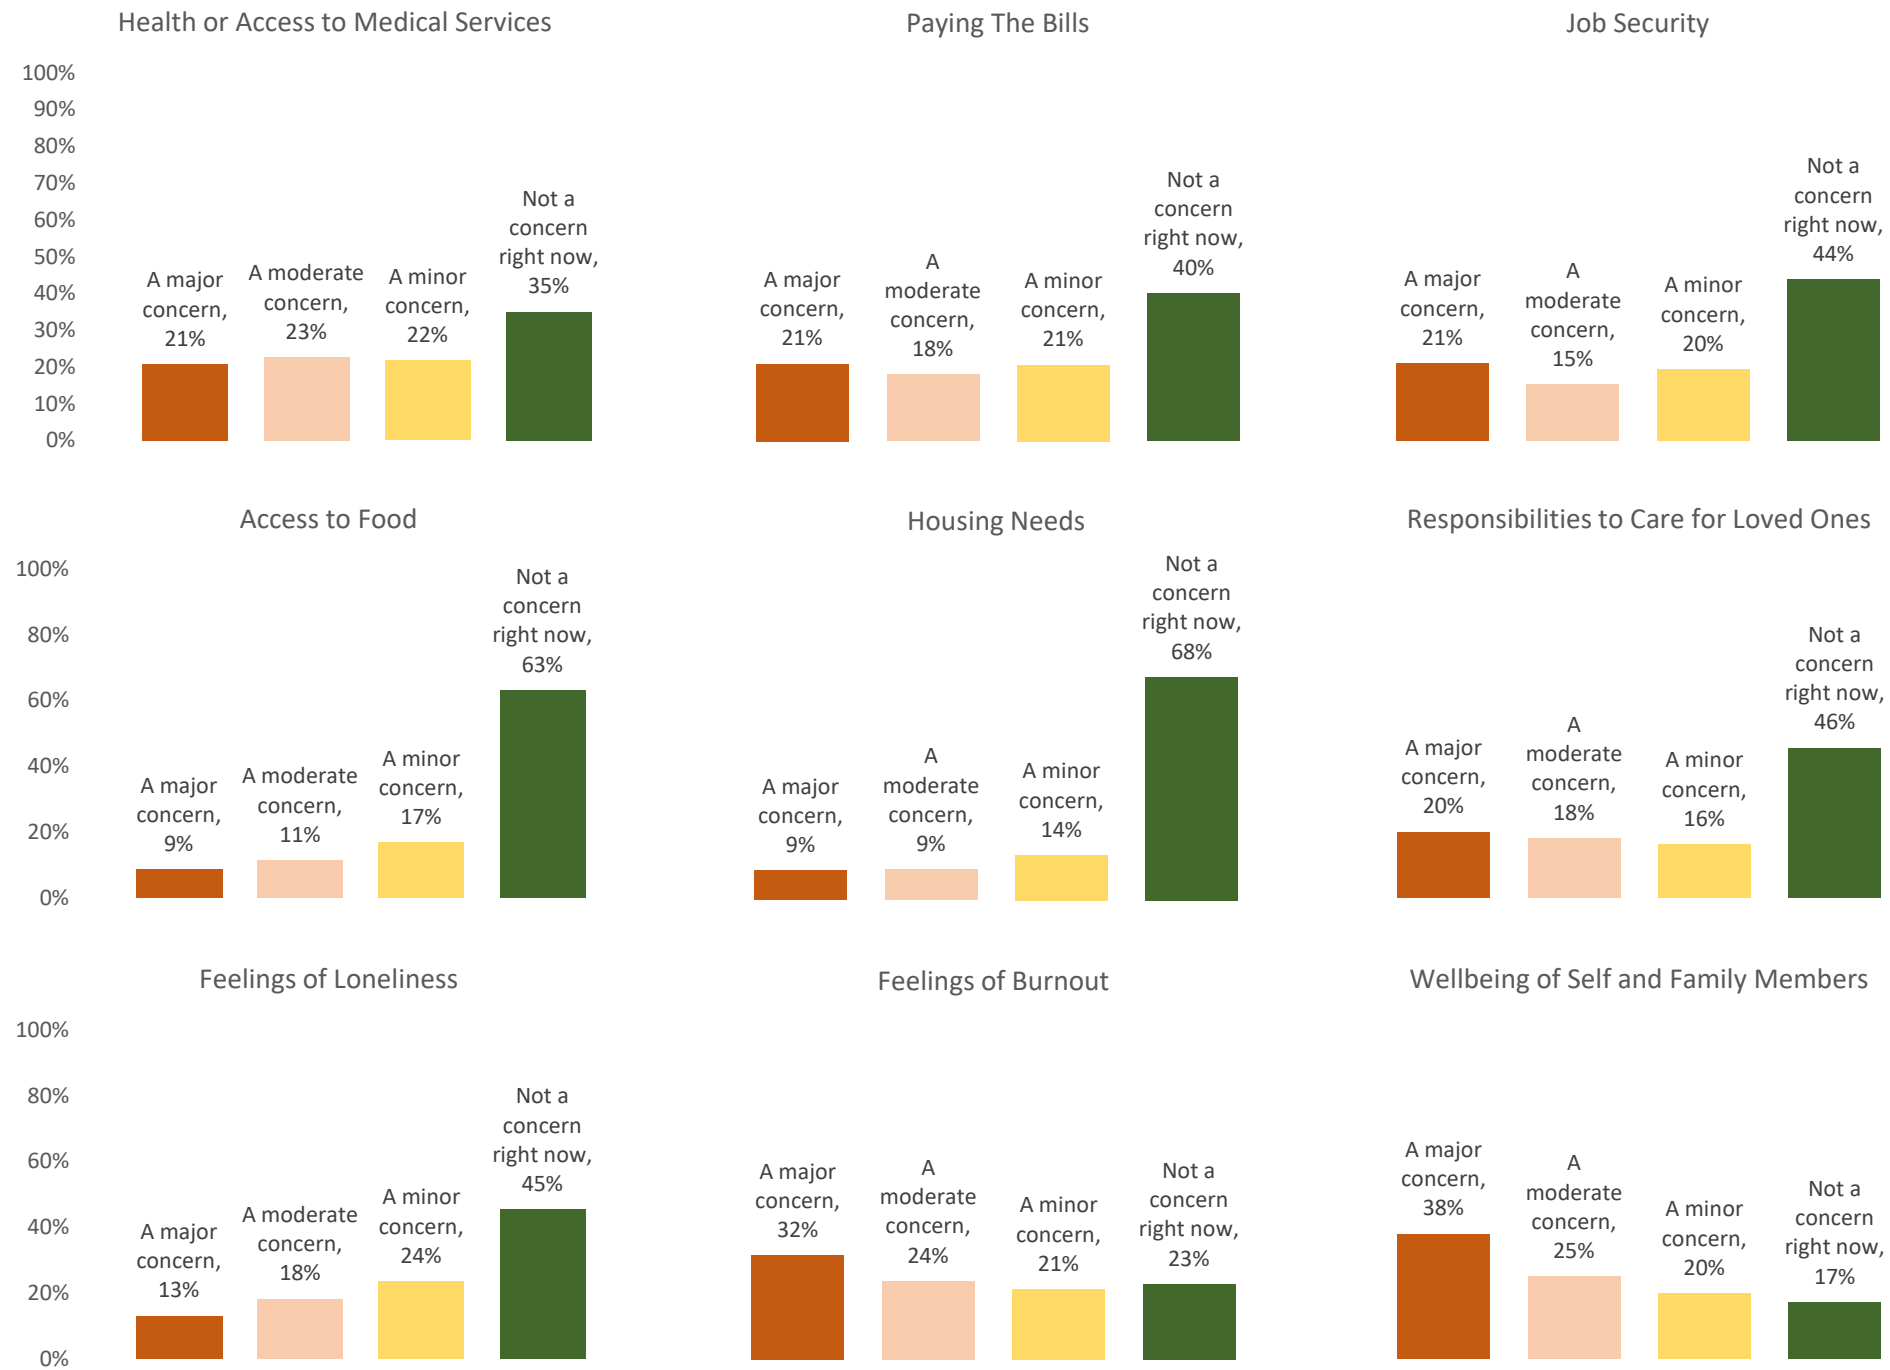 Health or Access to Medical Services
100%
90%
80%
70%
60%
50%
40%
30%
20%
10%
0%
A major
concern,
21%
A moderate
concern,
23%
A minor
concern,
22%
Not a
concern
right now,
35%
Paying The Bills
A major
concern,
21%
A
moderate
concern,
18%
A minor
concern,
21%
Not a
concern
right now,
40%
Job Security
A major
concern,
21%
A
moderate
concern,
15%
A minor
concern,
20%
Not a
concern
right now,
44%
Access to Food
100%
80%
60%
40%
20%
0%
A major
concern,
9%
A moderate
concern,
11%
A minor
concern,
17%
Not a
concern
right now,
63%
Housing Needs
A major
concern,
9%
A
moderate
concern,
9%
A minor
concern,
14%
Not a
concern
right now,
68%
Responsibilities to Care for Loved Ones
A major
concern,
20%
A
moderate
concern,
18%
A minor
concern,
16%
Not a
concern
right now,
46%
Feelings of Loneliness
100%
80%
60%
40%
20%
0%
A major
concern,
13%
A moderate
concern,
18%
A minor
concern,
24%
Not a
concern
right now,
45%
Feelings of Burnout
A major
concern,
32%
A
moderate
concern,
24%
A minor
concern,
21%
Not a
concern
right now,
23%
Wellbeing of Self and Family Members
A major
concern,
38%
A
moderate
concern,
25%
A minor
concern,
20%
Not a
concern
right now,
17%